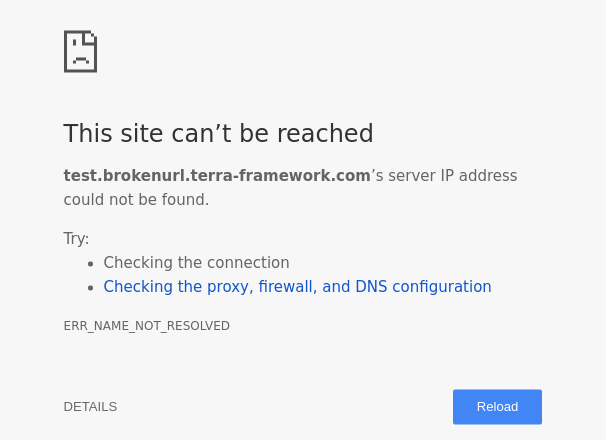 This site can’t be reached
test.brokenurl.terra-framework.com’s server IP address
could not be found.
Try:
• Checking the connection
• Checking the proxy, firewall, and DNS configuration
ERR_NAME_NOT_RESOLVED
DETAILS
Reload